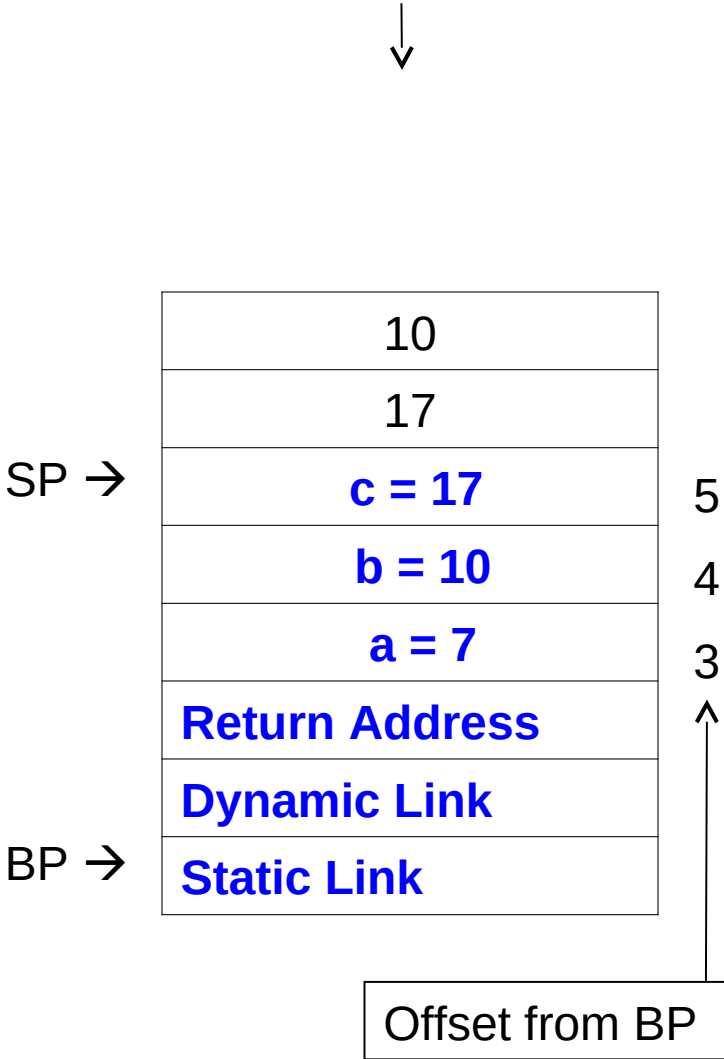 10
17
SP → c = 17 5
b = 10 4
a = 7 3
Return Address
Dynamic Link
BP → Static Link
Offset from BP